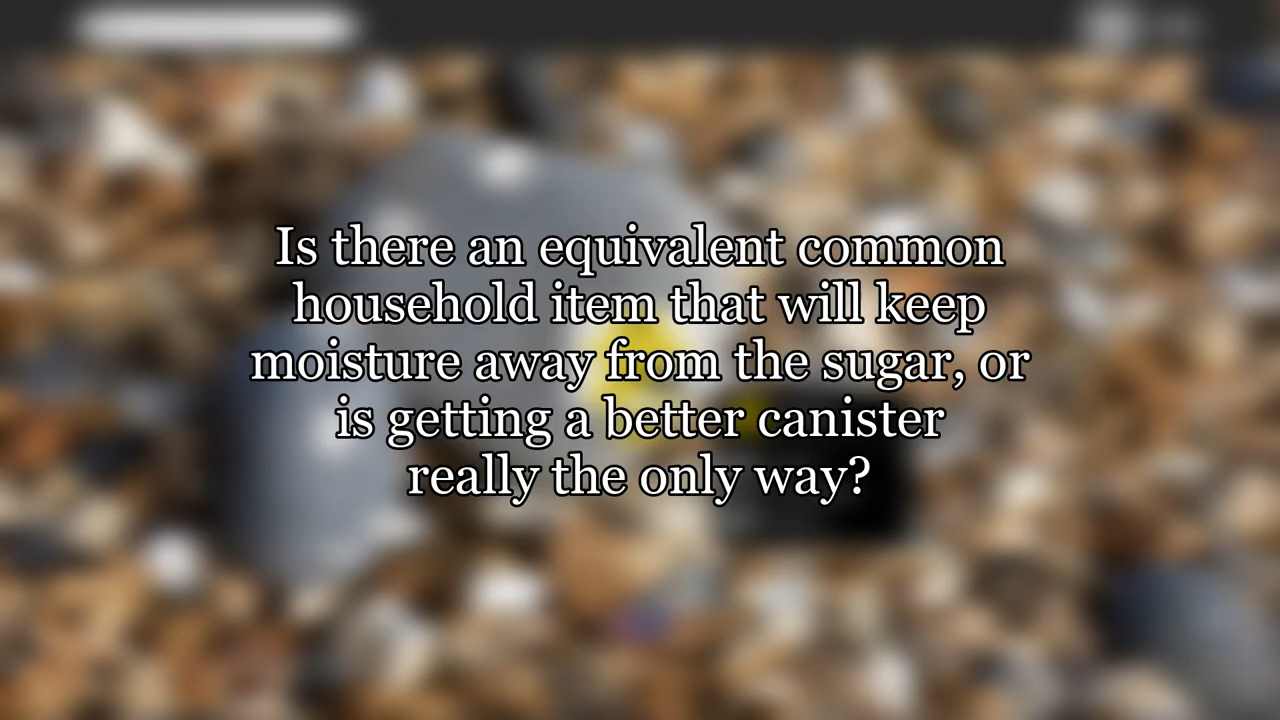 Is there an equivalent common
household item that will keep
moisture away from the sugar, or
is getting a better canister
really the only way?